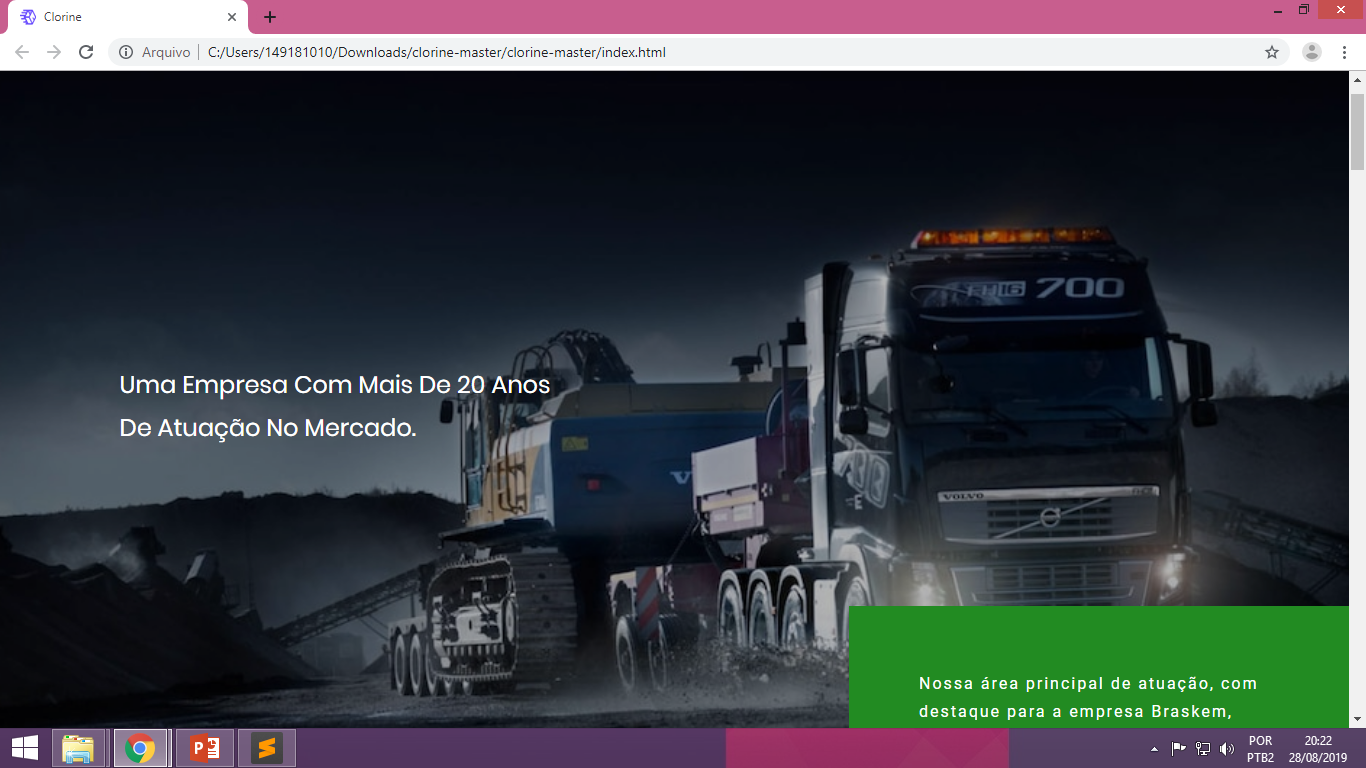 Clorine
Arquivo
C:/Users/149181010/Downloads/clorine-master/clorine-master/index.html
FH16 700
Uma Empresa Com Mais De 20 Anos
De Atuação No Mercado.
V
VOLVO
Nossa área principal de atuação, com
destaque para a empresa Braskem,
POR
PTB2
20:22
28/08/2019